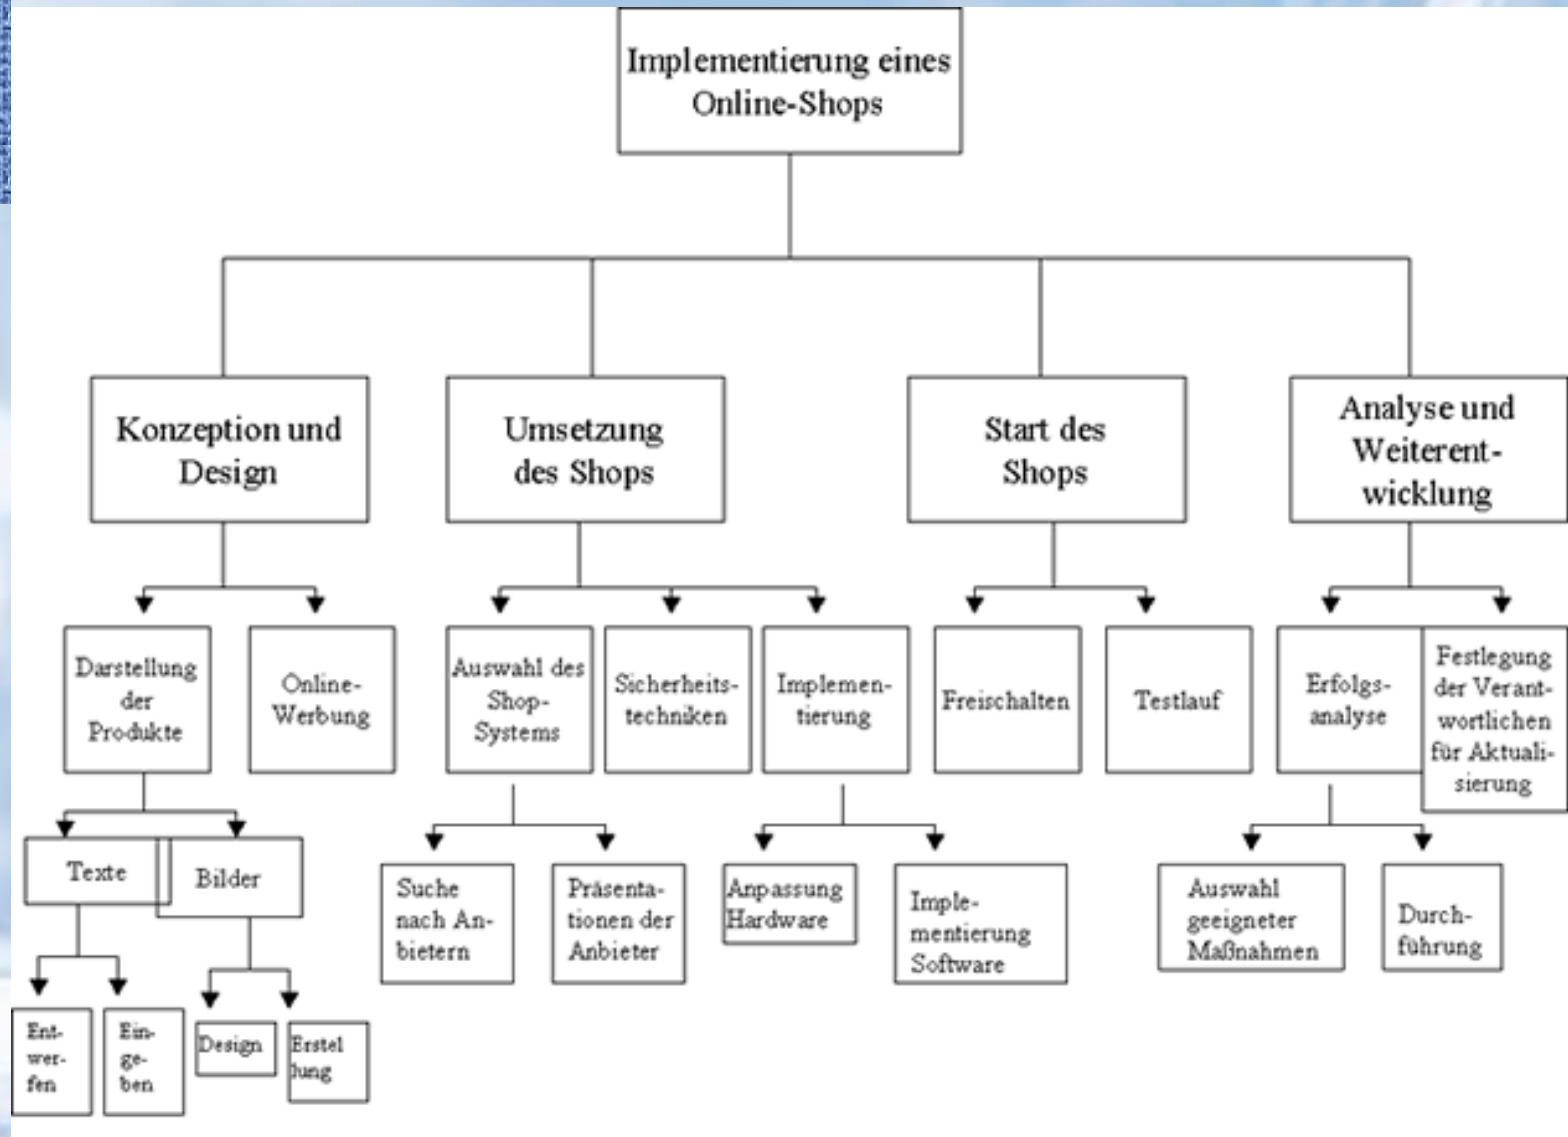 Implementierung eines
Online-Shops
Konzeption und
Design
Umsetzung
des Shops
Start des
Shops
Analyse und
Weiterent-
wicklung
Darstellung
der
Produkte
Online-
Werbung
Auswahl des
Shop-
Systems
Sicherheits-
techniken
Implemen-
tierung
Freischalten
Testlauf
Erfolgs-
analyse
Festlegung
der Verant-
wortlichen
für Aktuali-
sierung
Texte
Bilder
Suche
nach An-
bietern
Präsenta-
tionen der
Anbieter
Anpassung
Hardware
Imple-
mentierung
Software
Auswahl
geeigneter
Maßnahmen
Durch-
führung
Ent-
wer-
fen
Ein-
ge-
ben
Design
Erstel
lung